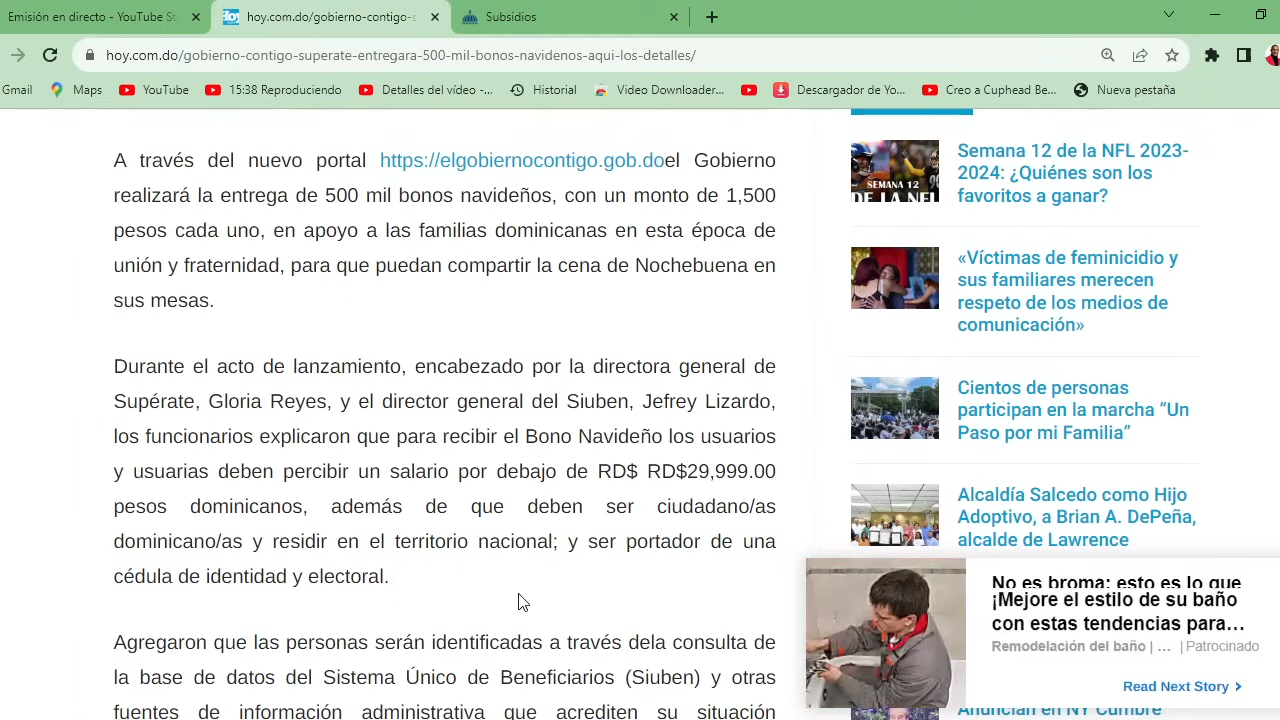 Emisión en directo - YouTube St
hoy.com.do/gobierno-contigo-s
Subsidios
hoy.com.do/gobierno-contigo-superate-entregara-500-mil-bonos-navidenos-aqui-los-detalles/
Gmail
Maps
YouTube
15:38 Reproduciendo
Detalles del vídeo -...
Historial
Video Downloader...
Descargador de Yo...
Creo a Cuphead Be...
Nueva pestaña
A través del nuevo portal https://elgobiernocontigo.gob.doel Gobierno
realizará la entrega de 500 mil bonos navideños, con un monto de 1,500
pesos cada uno, en apoyo a las familias dominicanas en esta época de
unión y fraternidad, para que puedan compartir la cena de Nochebuena en
sus mesas.
Durante el acto de lanzamiento, encabezado por la directora general de
Supérate, Gloria Reyes, y el director general del Siuben, Jefrey Lizardo,
los funcionarios explicaron que para recibir el Bono Navideño los usuarios
y usuarias deben percibir un salario por debajo de RD$ RD$29,999.00
pesos dominicanos, además de que deben ser ciudadano/as
dominicano/as y residir en el territorio nacional; y ser portador de una
cédula de identidad y electoral.
Agregaron que las personas serán identificadas a través dela consulta de
la base de datos del Sistema Único de Beneficiarios (Siuben) y otras
fuentes de información administrativa que acrediten su situación
SEMANA 12
DE LA NFL
Semana 12 de la NFL 2023-
2024: ¿Quiénes son los
favoritos a ganar?
«Víctimas de feminicidio y
sus familiares merecen
respeto de los medios de
comunicación»
Cientos de personas
participan en la marcha “Un
Paso por mi Familia”
Alcaldía Salcedo como Hijo
Adoptivo, a Brian A. DePeña,
alcalde de Lawrence
No es broma: esto es lo que
¡Mejore el estilo de su baño
con estas tendencias para...
Remodelación del baño | ... | Patrocinado
Read Next Story
Anuncian en NY Cumbre